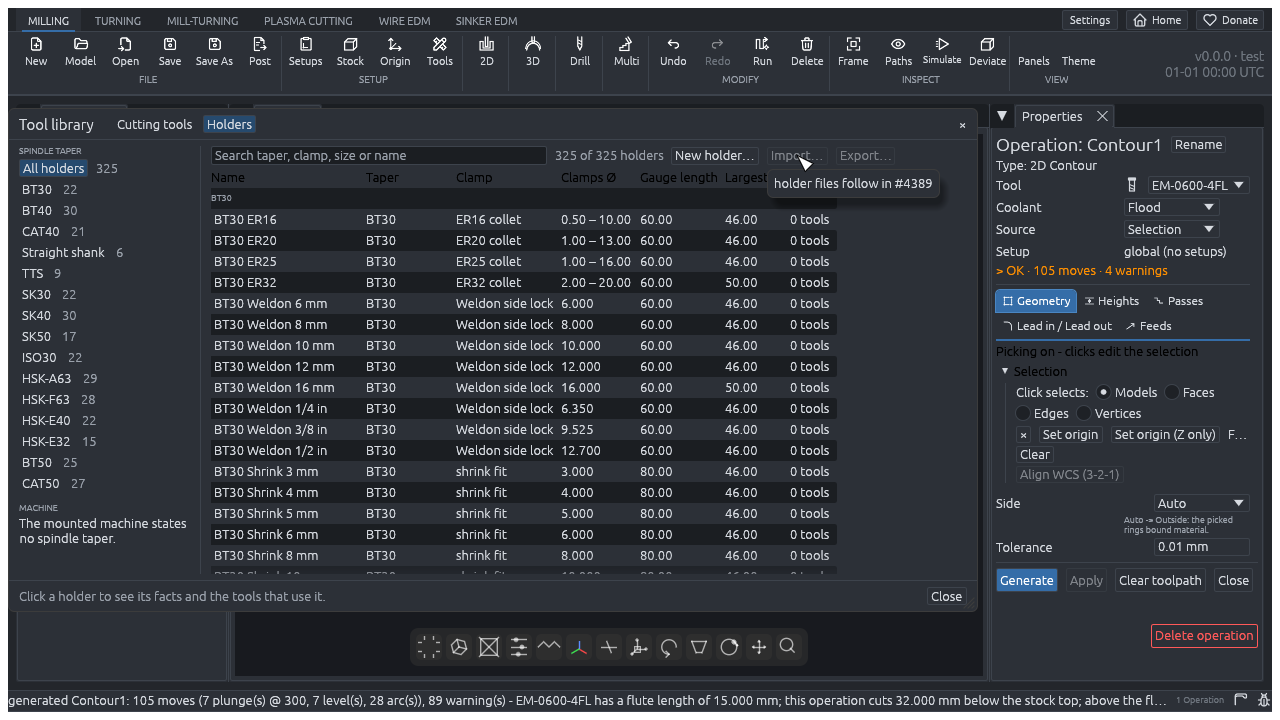 MILLING TURNING MILL-TURNING PLASMA CUTTING WIRE EDM SINKER EDM Settings Home Donate
New Model Open Save Save As Post Setups Stock Origin Tools 2D 3D Drill Multi Undo Redo Run Delete Frame Paths Simulate Deviate Panels Theme
FILE SETUP MODIFY INSPECT VIEW
v0.0.0 · test
01-01 00:00 UTC
Tool library Cutting tools Holders ×
SPINDLE TAPER
All holders 325
BT30 22
BT40 30
CAT40 21
Straight shank 6
TTS 9
SK30 22
SK40 30
SK50 17
ISO30 22
HSK-A63 29
HSK-F63 28
HSK-E40 22
HSK-E32 15
BT50 25
CAT50 27
MACHINE
The mounted machine states
no spindle taper.
Search taper, clamp, size or name 325 of 325 holders New holder... Import... Export...
holder files follow in #4389
Name Taper Clamp Clamps Ø Gauge length Largest
BT30
BT30 ER16 BT30 ER16 collet 0.50 – 10.00 60.00 46.00 0 tools
BT30 ER20 BT30 ER20 collet 1.00 – 13.00 60.00 46.00 0 tools
BT30 ER25 BT30 ER25 collet 1.00 – 16.00 60.00 46.00 0 tools
BT30 ER32 BT30 ER32 collet 2.00 – 20.00 60.00 50.00 0 tools
BT30 Weldon 6 mm BT30 Weldon side lock 6.000 60.00 46.00 0 tools
BT30 Weldon 8 mm BT30 Weldon side lock 8.000 60.00 46.00 0 tools
BT30 Weldon 10 mm BT30 Weldon side lock 10.000 60.00 46.00 0 tools
BT30 Weldon 12 mm BT30 Weldon side lock 12.000 60.00 46.00 0 tools
BT30 Weldon 16 mm BT30 Weldon side lock 16.000 60.00 50.00 0 tools
BT30 Weldon 1/4 in BT30 Weldon side lock 6.350 60.00 46.00 0 tools
BT30 Weldon 3/8 in BT30 Weldon side lock 9.525 60.00 46.00 0 tools
BT30 Weldon 1/2 in BT30 Weldon side lock 12.700 60.00 46.00 0 tools
BT30 Shrink 3 mm BT30 shrink fit 3.000 80.00 46.00 0 tools
BT30 Shrink 4 mm BT30 shrink fit 4.000 80.00 46.00 0 tools
BT30 Shrink 5 mm BT30 shrink fit 5.000 80.00 46.00 0 tools
BT30 Shrink 6 mm BT30 shrink fit 6.000 80.00 46.00 0 tools
BT30 Shrink 8 mm BT30 shrink fit 8.000 80.00 46.00 0 tools
Click a holder to see its facts and the tools that use it. Close
Properties
Operation: Contour1 Rename
Type: 2D Contour
Tool EM-0600-4FL
Coolant Flood
Source Selection
Setup global (no setups)
> OK · 105 moves · 4 warnings
Geometry Heights Passes
Lead in / Lead out Feeds
Picking on - clicks edit the selection
Selection
Click selects: Models Faces
Edges Vertices
× Set origin Set origin (Z only) F...
Clear
Align WCS (3-2-1)
Side Auto
Auto -> Outside: the picked
rings bound material.
Tolerance 0.01 mm
Generate Apply Clear toolpath Close
Delete operation
generated Contour1: 105 moves (7 plunge(s) @ 300, 7 level(s), 28 arc(s)), 89 warning(s) - EM-0600-4FL has a flute length of 15.000 mm; this operation cuts 32.000 mm below the stock top; above the fl... 1 Operation